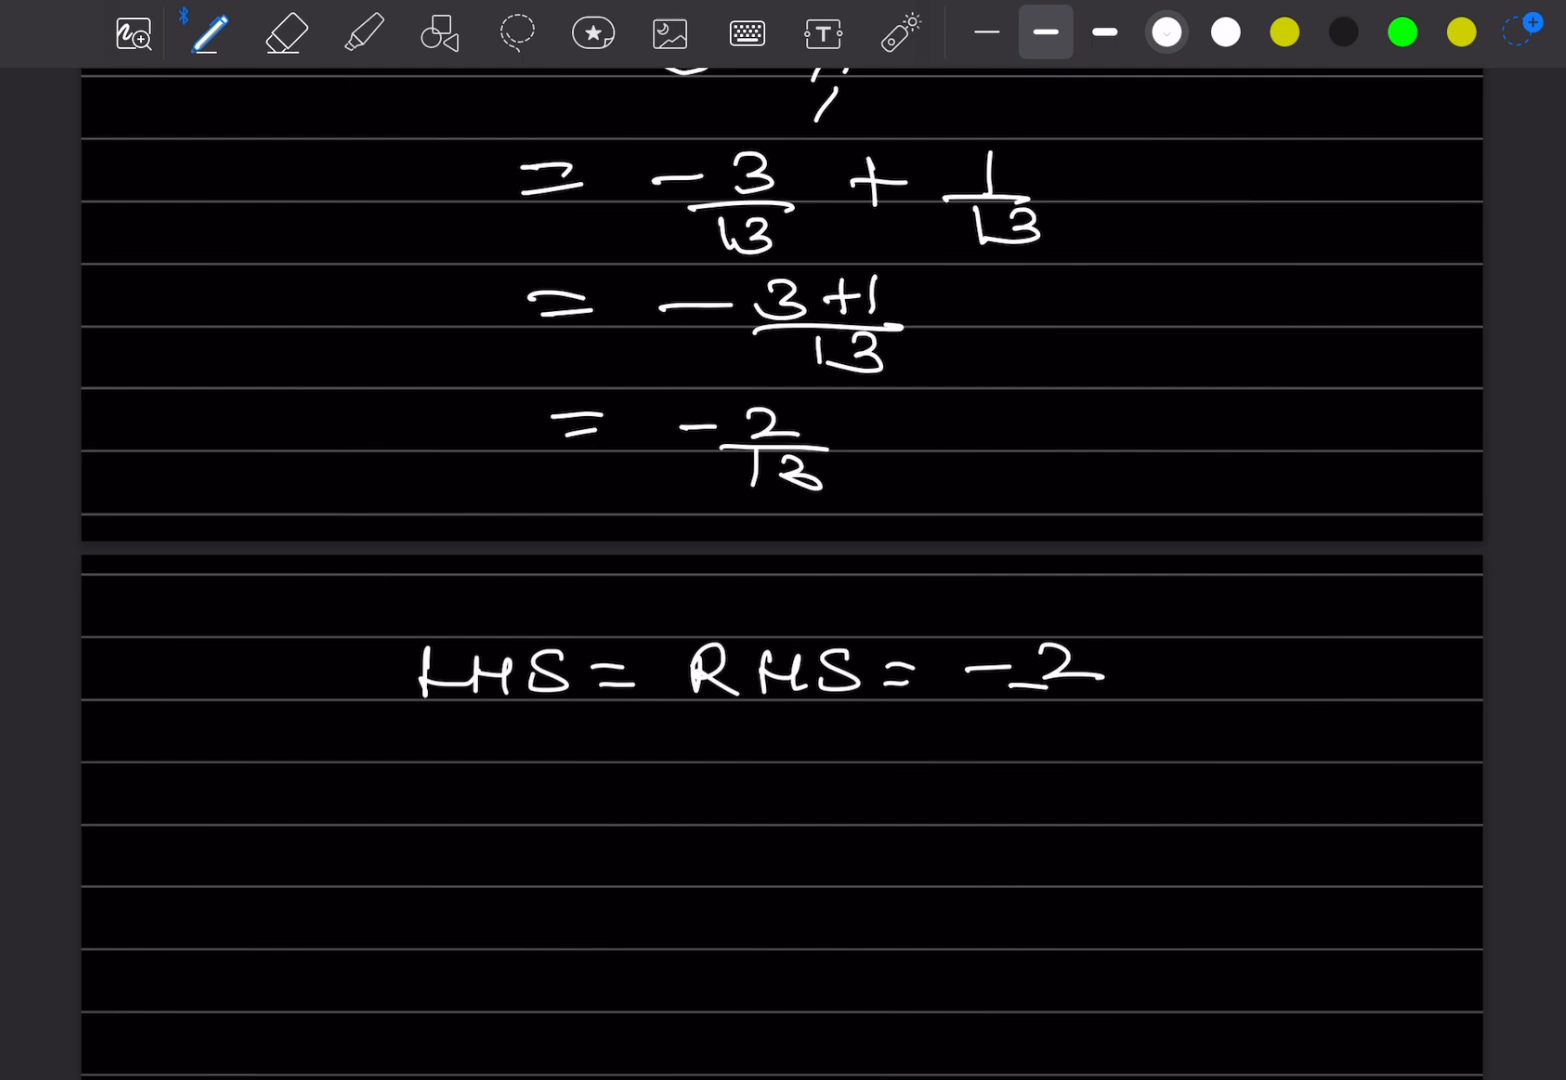 = -3/13 + 1/13
= -3+1/13
= -2/13
LHS = RHS = -2